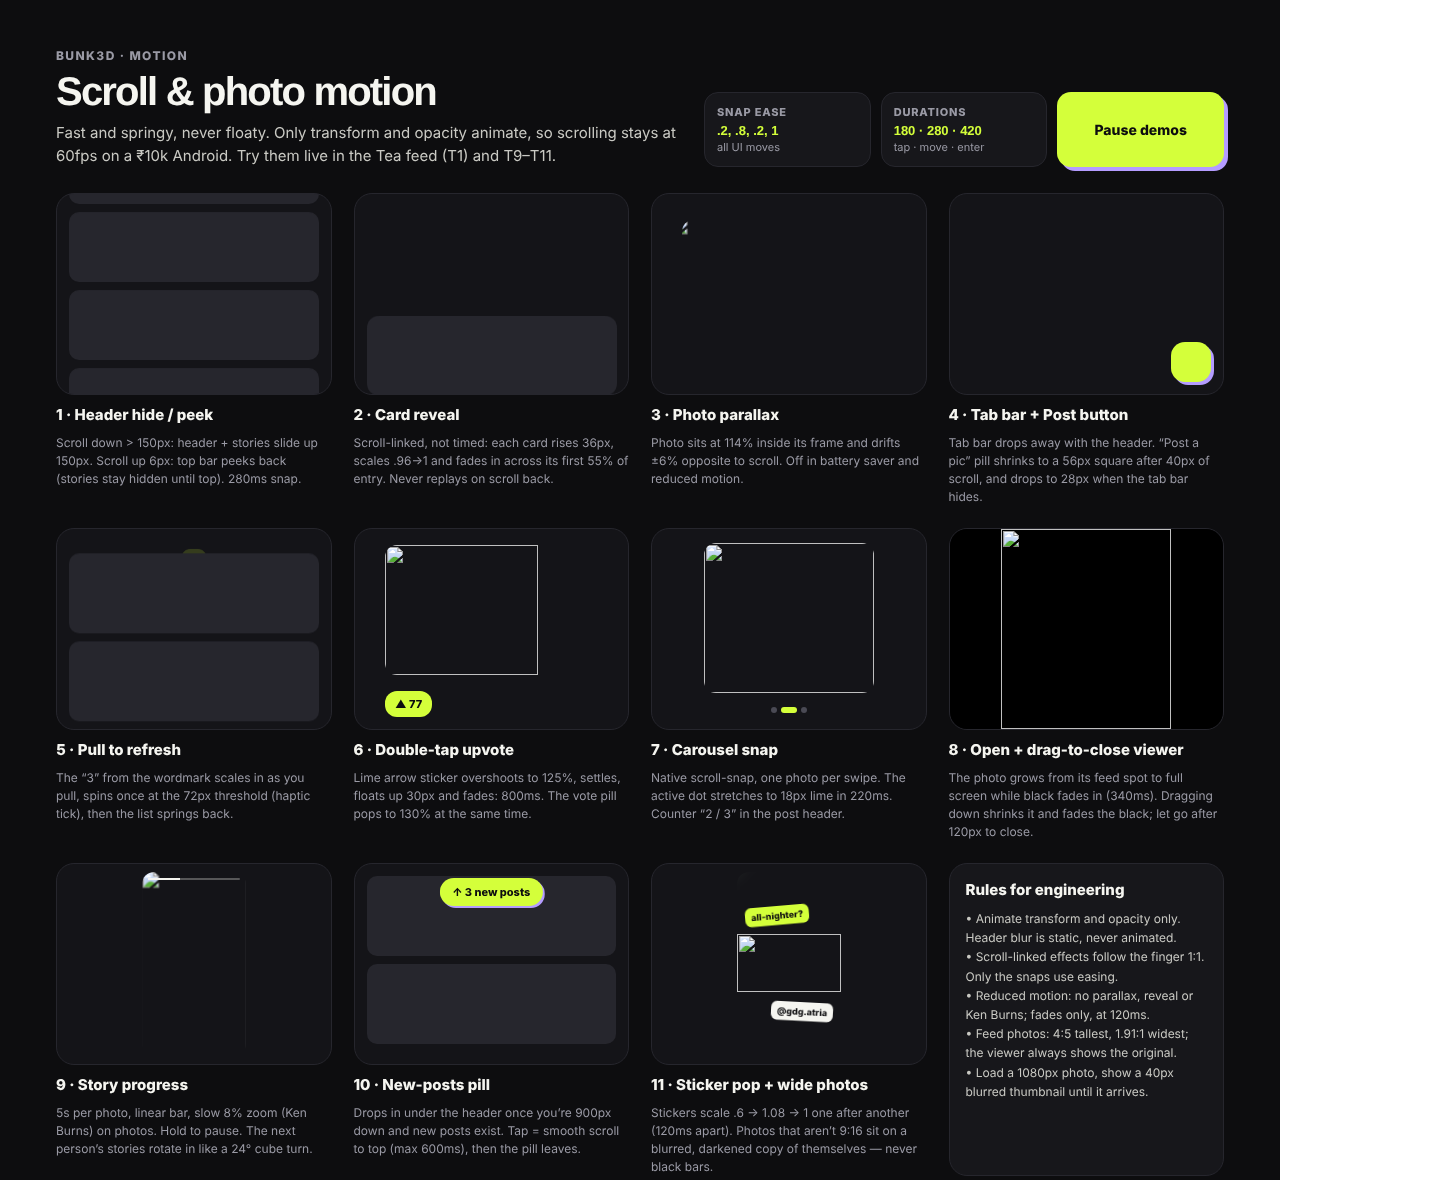 BUNK3D · MOTION
Scroll & photo motion
Fast and springy, never floaty. Only transform and opacity animate, so scrolling stays at
60fps on a ₹10k Android. Try them live in the Tea feed (T1) and T9–T11.
SNAP EASE
.2, .8, .2, 1
all UI moves
DURATIONS
180 · 280 · 420
tap · move · enter
Pause demos
1 · Header hide / peek
Scroll down > 150px: header + stories slide up
150px. Scroll up 6px: top bar peeks back
(stories stay hidden until top). 280ms snap.
2 · Card reveal
Scroll-linked, not timed: each card rises 36px,
scales .96→1 and fades in across its first 55% of
entry. Never replays on scroll back.
3 · Photo parallax
Photo sits at 114% inside its frame and drifts
±6% opposite to scroll. Off in battery saver and
reduced motion.
4 · Tab bar + Post button
Tab bar drops away with the header. “Post a
pic” pill shrinks to a 56px square after 40px of
scroll, and drops to 28px when the tab bar
hides.
5 · Pull to refresh
The “3” from the wordmark scales in as you
pull, spins once at the 72px threshold (haptic
tick), then the list springs back.
▲ 77
6 · Double-tap upvote
Lime arrow sticker overshoots to 125%, settles,
floats up 30px and fades: 800ms. The vote pill
pops to 130% at the same time.
7 · Carousel snap
Native scroll-snap, one photo per swipe. The
active dot stretches to 18px lime in 220ms.
Counter “2 / 3” in the post header.
8 · Open + drag-to-close viewer
The photo grows from its feed spot to full
screen while black fades in (340ms). Dragging
down shrinks it and fades the black; let go after
120px to close.
9 · Story progress
5s per photo, linear bar, slow 8% zoom (Ken
Burns) on photos. Hold to pause. The next
person’s stories rotate in like a 24° cube turn.
↑ 3 new posts
10 · New-posts pill
Drops in under the header once you’re 900px
down and new posts exist. Tap = smooth scroll
to top (max 600ms), then the pill leaves.
all-nighter?
@gdg.atria
11 · Sticker pop + wide photos
Stickers scale .6 → 1.08 → 1 one after another
(120ms apart). Photos that aren’t 9:16 sit on a
blurred, darkened copy of themselves — never
black bars.
Rules for engineering
• Animate transform and opacity only.
Header blur is static, never animated.
• Scroll-linked effects follow the finger 1:1.
Only the snaps use easing.
• Reduced motion: no parallax, reveal or
Ken Burns; fades only, at 120ms.
• Feed photos: 4:5 tallest, 1.91:1 widest;
the viewer always shows the original.
• Load a 1080px photo, show a 40px
blurred thumbnail until it arrives.